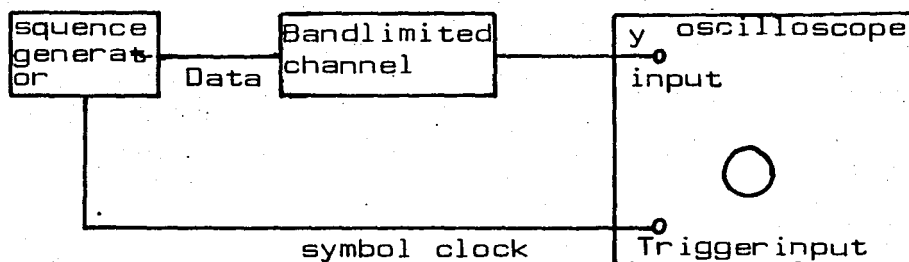 squence
generat-
or
Data
Bandlimited
channel
y
oscilloscope
input
symbol clock
Triggerinput